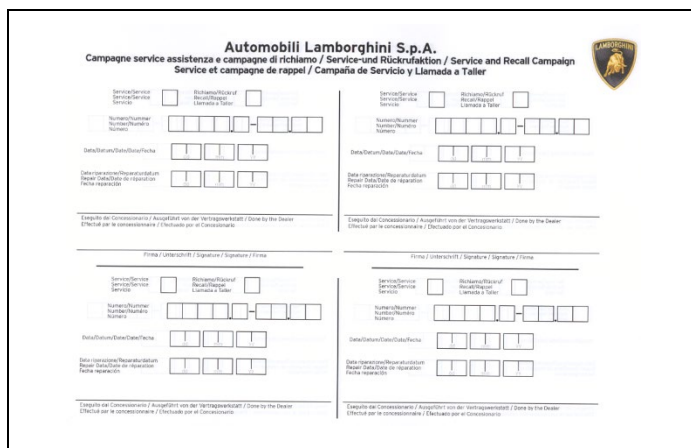 Automobili Lamborghini S.p.A.
Campagne service assistenza e campagne di richiamo / Service-und Rückrufaktion / Service and Recall Campaign
Service et campagne de rappel / Campaña de Servicio y Llamada a Taller
LAMBORGHINI
Service/Service
Service/Service
Servicio
Richiamo/Rückruf
Recall/Rappel
Llamada a Taller
Numero/Nummer
Number/Numéro
Número
Data/Datum/Date/Date/Fecha
Data riparazione/Reparaturdatum
Repair Data/Date de réparation
Fecha reparación
Eseguito dal Concessionario / Ausgeführt von der Vertragswerkstatt / Done by the Dealer
Effectué par le concessionnaire / Efectuado por el Concesionario
Firma / Unterschrift / Signature / Signature / Firma
Service/Service
Service/Service
Servicio
Richiamo/Rückruf
Recall/Rappel
Llamada a Taller
Numero/Nummer
Number/Numéro
Número
Data/Datum/Date/Date/Fecha
Data riparazione/Reparaturdatum
Repair Data/Date de réparation
Fecha reparación
Eseguito dal Concessionario / Ausgeführt von der Vertragswerkstatt / Done by the Dealer
Effectué par le concessionnaire / Efectuado por el Concesionario
Firma / Unterschrift / Signature / Signature / Firma
Service/Service
Service/Service
Servicio
Richiamo/Rückruf
Recall/Rappel
Llamada a Taller
Numero/Nummer
Number/Numéro
Número
Data/Datum/Date/Date/Fecha
Data riparazione/Reparaturdatum
Repair Data/Date de réparation
Fecha reparación
Eseguito dal Concessionario / Ausgeführt von der Vertragswerkstatt / Done by the Dealer
Effectué par le concessionnaire / Efectuado por el Concesionario
Service/Service
Service/Service
Servicio
Richiamo/Rückruf
Recall/Rappel
Llamada a Taller
Numero/Nummer
Number/Numéro
Número
Data/Datum/Date/Date/Fecha
Data riparazione/Reparaturdatum
Repair Data/Date de réparation
Fecha reparación
Eseguito dal Concessionario / Ausgeführt von der Vertragswerkstatt / Done by the Dealer
Effectué par le concessionnaire / Efectuado por el Concesionario